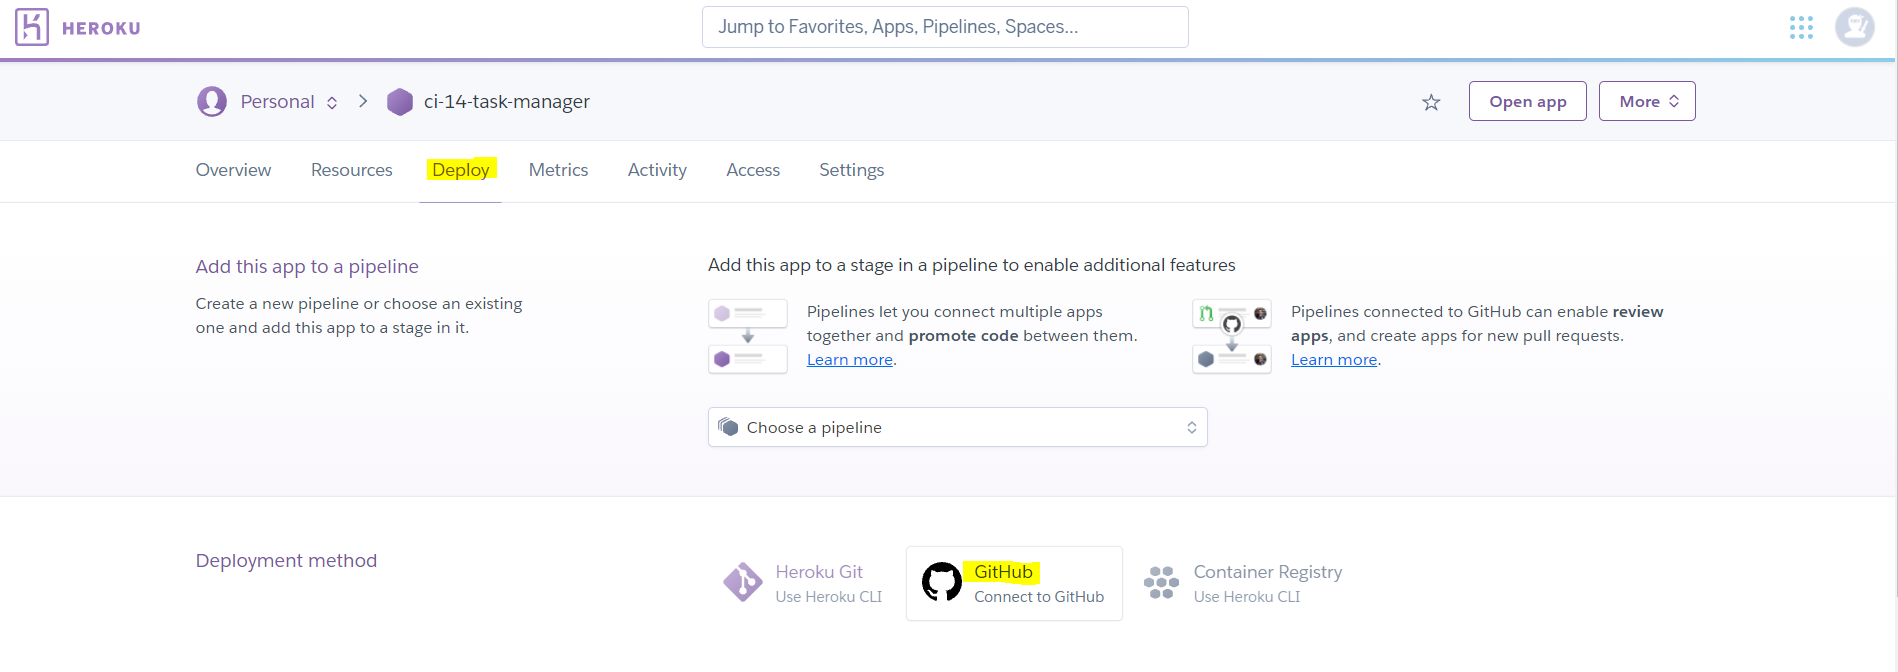 HEROKU
Jump to Favorites, Apps, Pipelines, Spaces...
Personal
ci-14-task-manager
Open app
More
Overview
Resources
Deploy
Metrics
Activity
Access
Settings
Add this app to a pipeline
Create a new pipeline or choose an existing
one and add this app to a stage in it.
Add this app to a stage in a pipeline to enable additional features
Pipelines let you connect multiple apps
together and promote code between them.
Learn more.
Pipelines connected to GitHub can enable review
apps, and create apps for new pull requests.
Learn more.
Choose a pipeline
Deployment method
Heroku Git
Use Heroku CLI
GitHub
Connect to GitHub
Container Registry
Use Heroku CLI